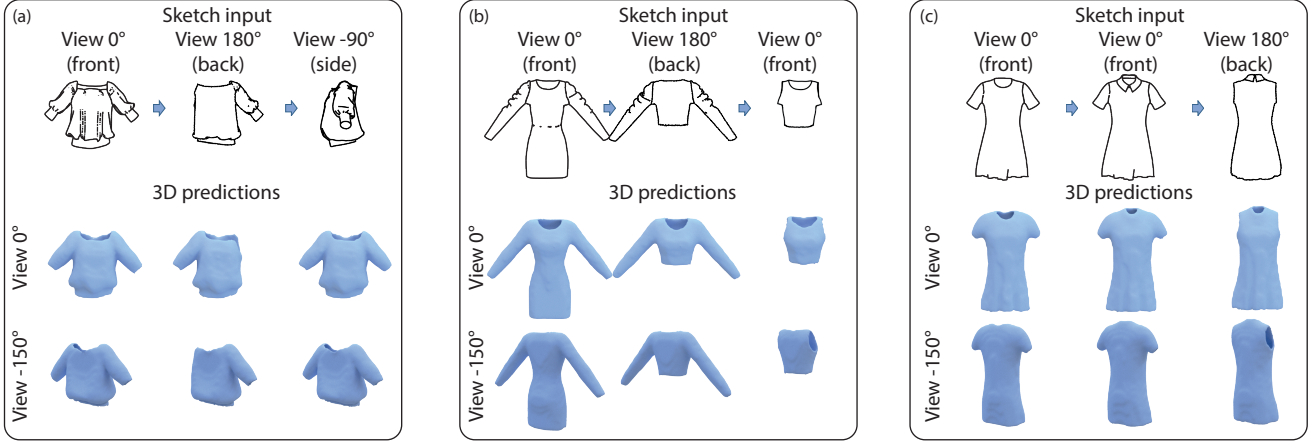 (a)
Sketch input
View 0° View 180° View -90°
(front) (back) (side)
3D predictions
View 0°
View -150°
(b)
Sketch input
View 0° View 180° View 0°
(front) (back) (front)
3D predictions
View 0°
View -150°
(c)
Sketch input
View 0° View 0° View 180°
(front) (front) (back)
3D predictions
View 0°
View -150°